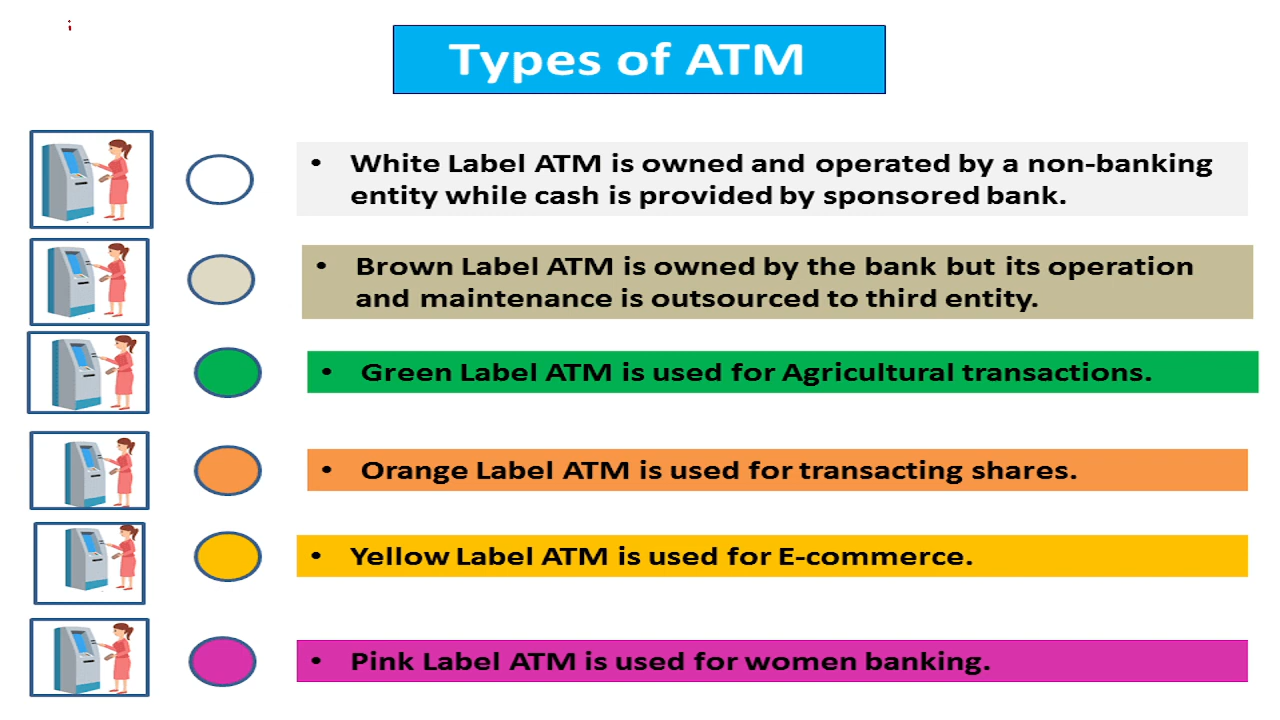 Types of ATM
• White Label ATM is owned and operated by a non-banking
entity while cash is provided by sponsored bank.
• Brown Label ATM is owned by the bank but its operation
and maintenance is outsourced to third entity.
• Green Label ATM is used for Agricultural transactions.
• Orange Label ATM is used for transacting shares.
• Yellow Label ATM is used for E-commerce.
• Pink Label ATM is used for women banking.